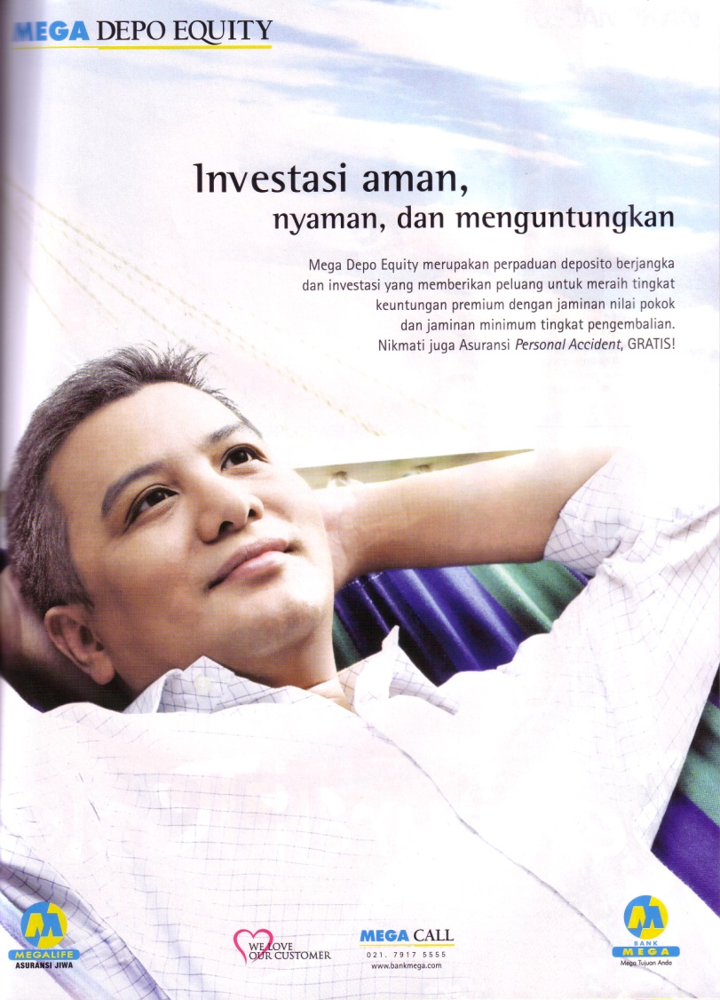 MEGA DEPO EQUITY
Investasi aman,
nyaman, dan menguntungkan
Mega Depo Equity merupakan perpaduan deposito berjangka
dan investasi yang memberikan peluang untuk meraih tingkat
keuntungan premium dengan jaminan nilai pokok
dan jaminan minimum tingkat pengembalian.
Nikmati juga Asuransi Personal Accident, GRATIS!
MEGALIFE
ASURANSI JIWA
WE LOVE
OUR CUSTOMER
MEGA CALL
021. 7917 5555
www.bankmega.com
BANK
MEGA
Mega Tujuan Anda